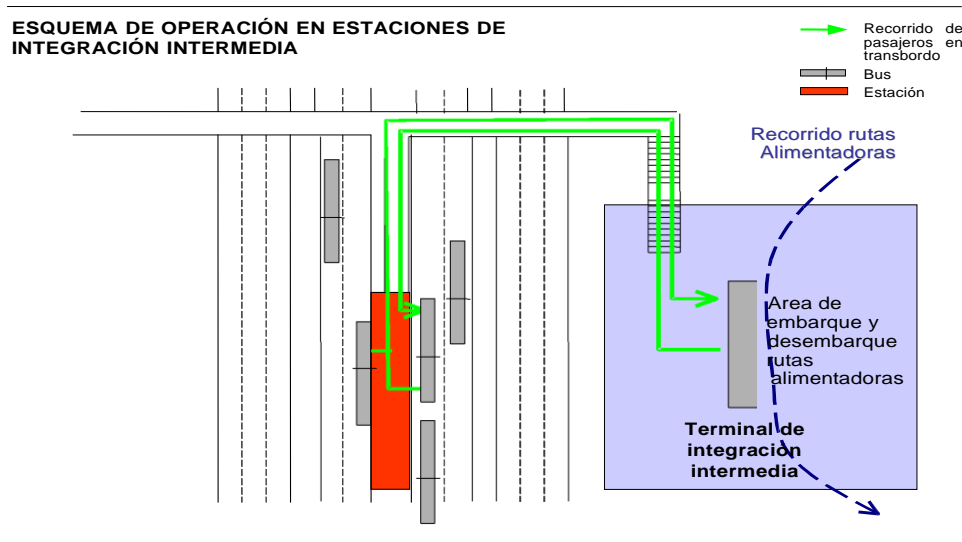 ESQUEMA DE OPERACIÓN EN ESTACIONES DE
INTEGRACIÓN INTERMEDIA
Recorrido de
pasajeros en
transbordo
Bus
Estación
Recorrido rutas
Alimentadoras
Area de
embarque y
desembarque
rutas
alimentadoras
Terminal de
integración
intermedia